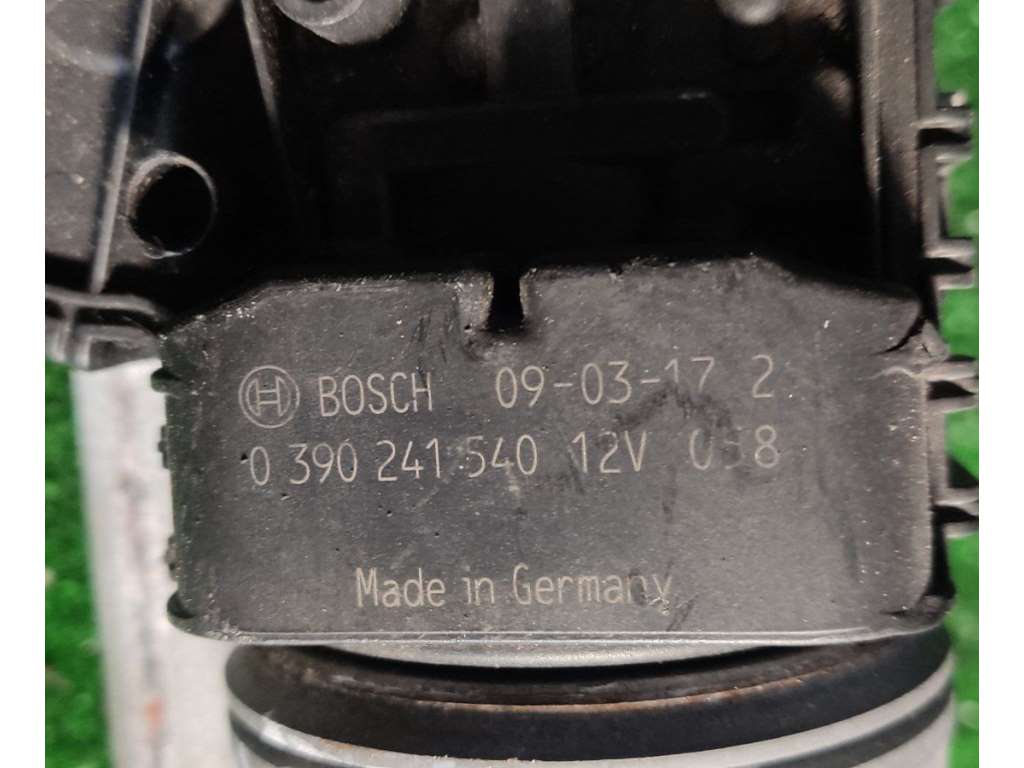 BOSCH 09-03-17 2
0 390 241 540 12V
Made in Germany